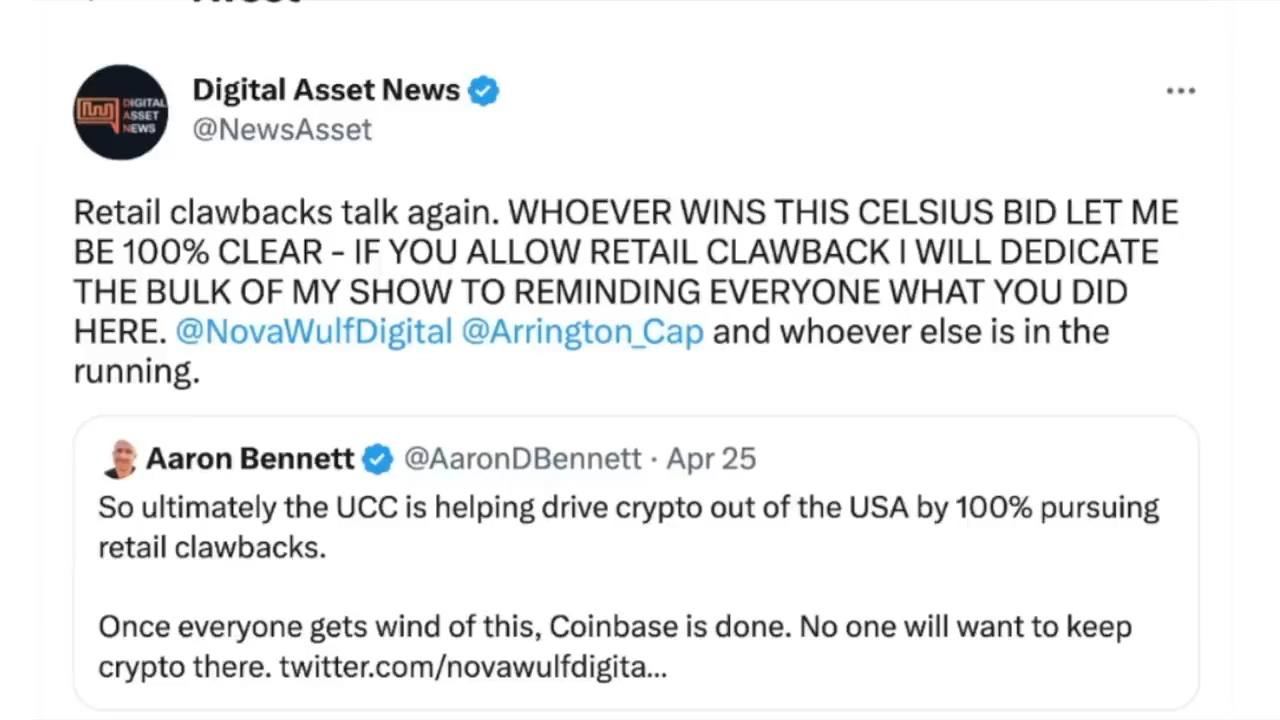 Digital Asset News
@NewsAsset
DIGITAL
ASSET
NEWS
Retail clawbacks talk again. WHOEVER WINS THIS CELSIUS BID LET ME
BE 100% CLEAR - IF YOU ALLOW RETAIL CLAWBACK I WILL DEDICATE
THE BULK OF MY SHOW TO REMINDING EVERYONE WHAT YOU DID
HERE. @NovaWulfDigital @Arrington_Cap and whoever else is in the
running.
Aaron Bennett @AaronDBennett · Apr 25
So ultimately the UCC is helping drive crypto out of the USA by 100% pursuing
retail clawbacks.
Once everyone gets wind of this, Coinbase is done. No one will want to keep
crypto there. twitter.com/novawulfdigita...